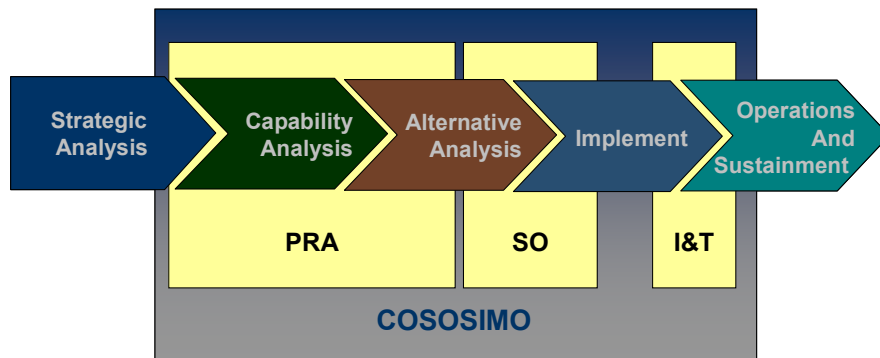 Strategic
Analysis
Capability
Analysis
Alternative
Analysis
Implement
Operations
And
Sustainment
PRA
SO
I&T
COSOSIMO